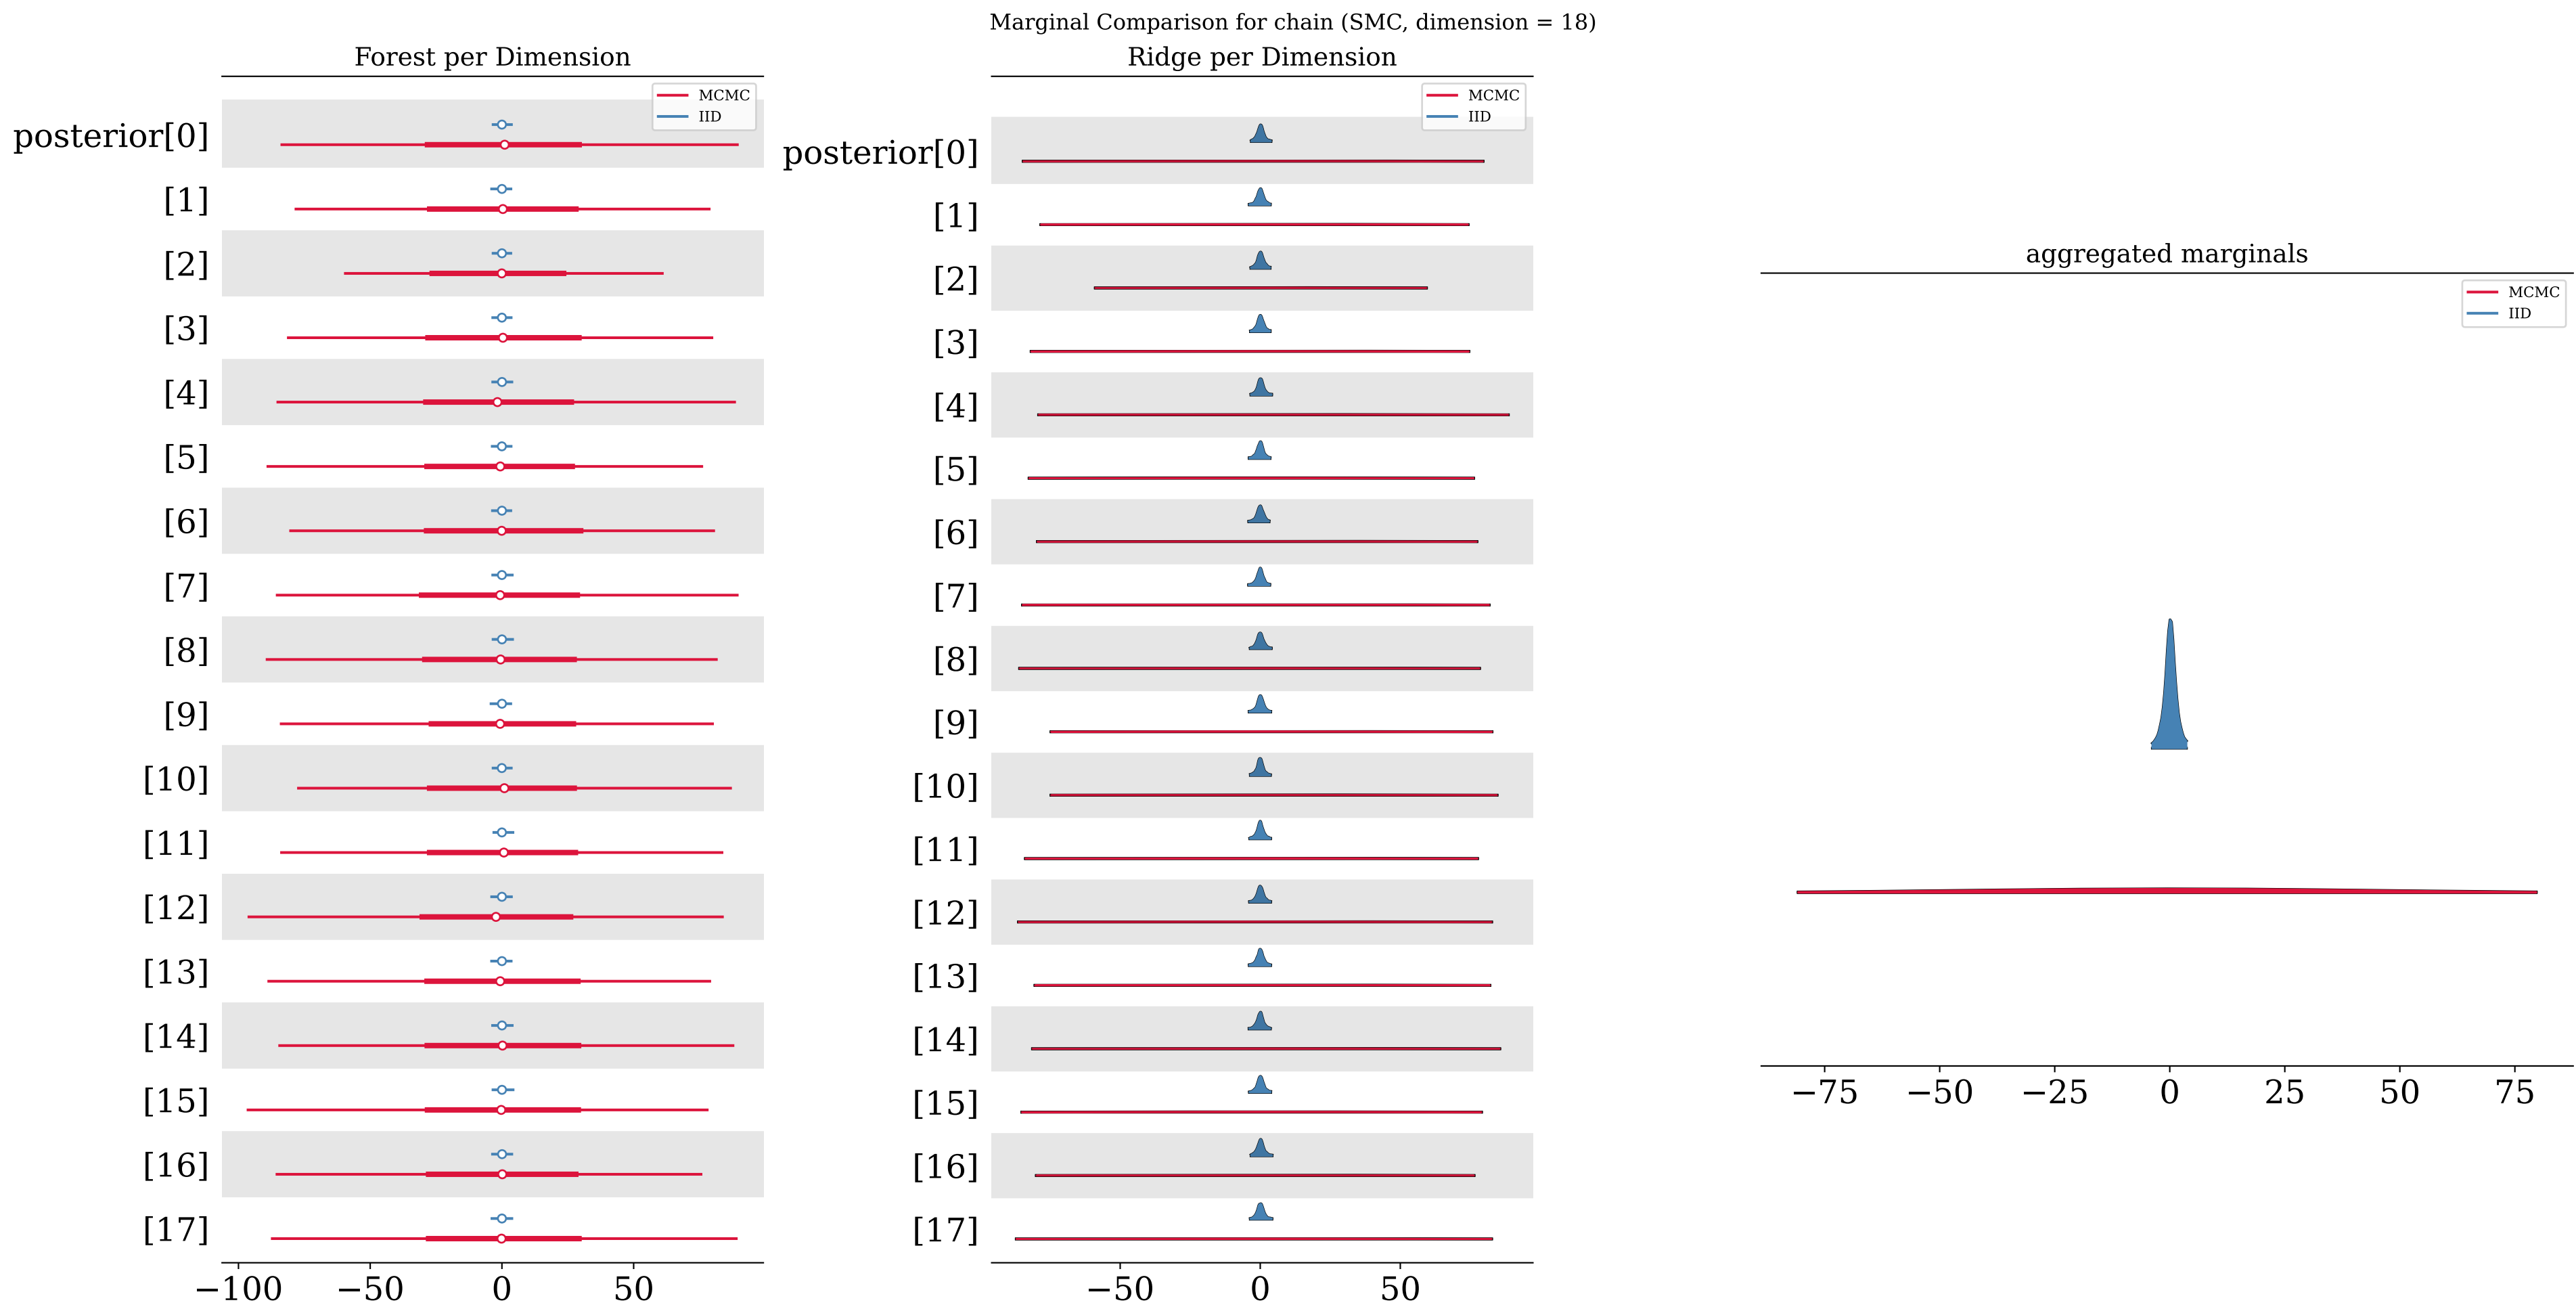 Marginal Comparison for chain (SMC, dimension = 18)
Forest per Dimension
MCMC
IID
posterior[0]
[1]
[2]
[3]
[4]
[5]
[6]
[7]
[8]
[9]
[10]
[11]
[12]
[13]
[14]
[15]
[16]
[17]
−100 −50 0 50
Ridge per Dimension
MCMC
IID
posterior[0]
[1]
[2]
[3]
[4]
[5]
[6]
[7]
[8]
[9]
[10]
[11]
[12]
[13]
[14]
[15]
[16]
[17]
−50 0 50
aggregated marginals
MCMC
IID
−75 −50 −25 0 25 50 75